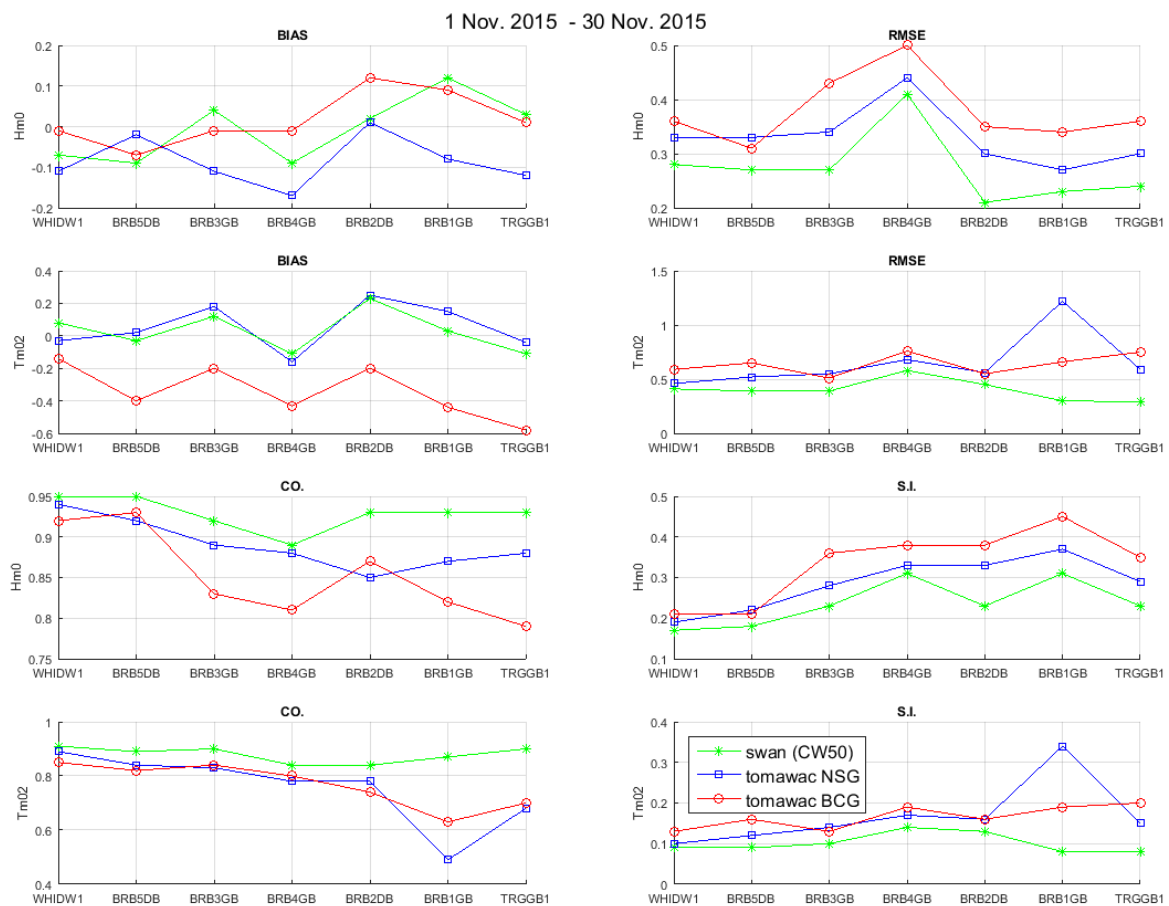 1 Nov. 2015 - 30 Nov. 2015
BIAS
0.2
0.1
0
-0.1
-0.2
Hm0
WHIDW1 BRB5DB BRB3GB BRB4GB BRB2DB BRB1GB TRGGB1
RMSE
0.5
0.4
0.3
0.2
Hm0
WHIDW1 BRB5DB BRB3GB BRB4GB BRB2DB BRB1GB TRGGB1
BIAS
0.4
0.2
0
-0.2
-0.4
-0.6
Tm02
WHIDW1 BRB5DB BRB3GB BRB4GB BRB2DB BRB1GB TRGGB1
RMSE
1.5
1
0.5
0
Tm02
WHIDW1 BRB5DB BRB3GB BRB4GB BRB2DB BRB1GB TRGGB1
CO.
0.95
0.9
0.85
0.8
0.75
Hm0
WHIDW1 BRB5DB BRB3GB BRB4GB BRB2DB BRB1GB TRGGB1
S.I.
0.5
0.4
0.3
0.2
0.1
Hm0
WHIDW1 BRB5DB BRB3GB BRB4GB BRB2DB BRB1GB TRGGB1
CO.
1
0.8
0.6
0.4
Tm02
WHIDW1 BRB5DB BRB3GB BRB4GB BRB2DB BRB1GB TRGGB1
S.I.
0.4
0.3
0.2
0.1
0
Tm02
swan (CW50)
tomawac NSG
tomawac BCG
WHIDW1 BRB5DB BRB3GB BRB4GB BRB2DB BRB1GB TRGGB1